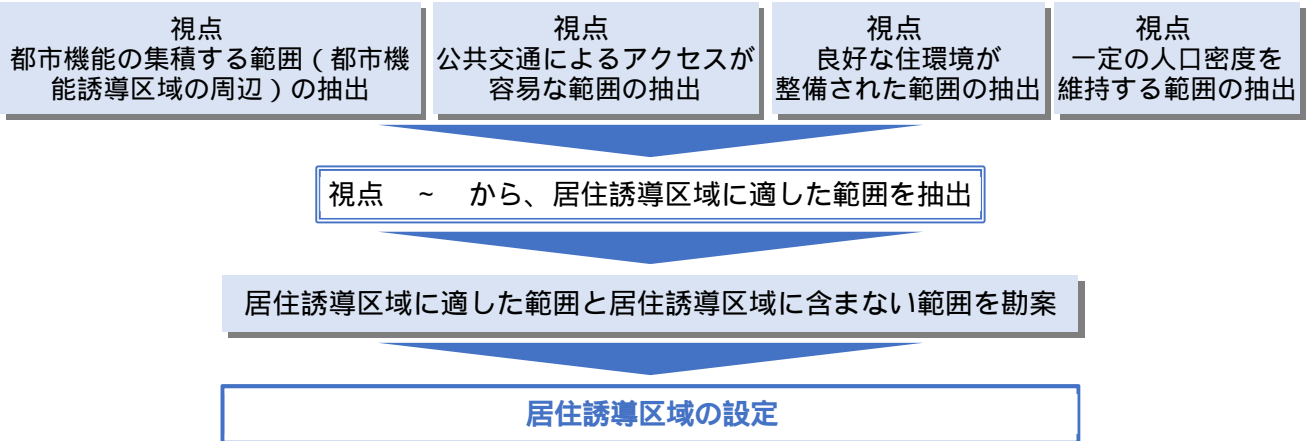 視点
都市機能の集積する範囲（都市機
能誘導区域の周辺）の抽出
視点
公共交通によるアクセスが
容易な範囲の抽出
視点
良好な住環境が
整備された範囲の抽出
視点
一定の人口密度を
維持する範囲の抽出
視点　~　から、居住誘導区域に適した範囲を抽出
居住誘導区域に適した範囲と居住誘導区域に含まない範囲を勘案
居住誘導区域の設定